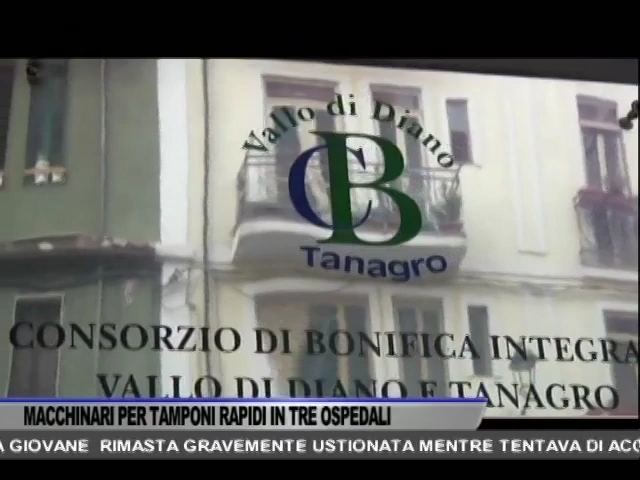 Vallo di Diano
CB
Tanagro
CONSORZIO DI BONIFICA INTEGRA
VALLO DI DIANO E TANAGRO
MACCHINARI PER TAMPONI RAPIDI IN TRE OSPEDALI
A GIOVANE RIMASTA GRAVEMENTE USTIONATA MENTRE TENTAVA DI ACC